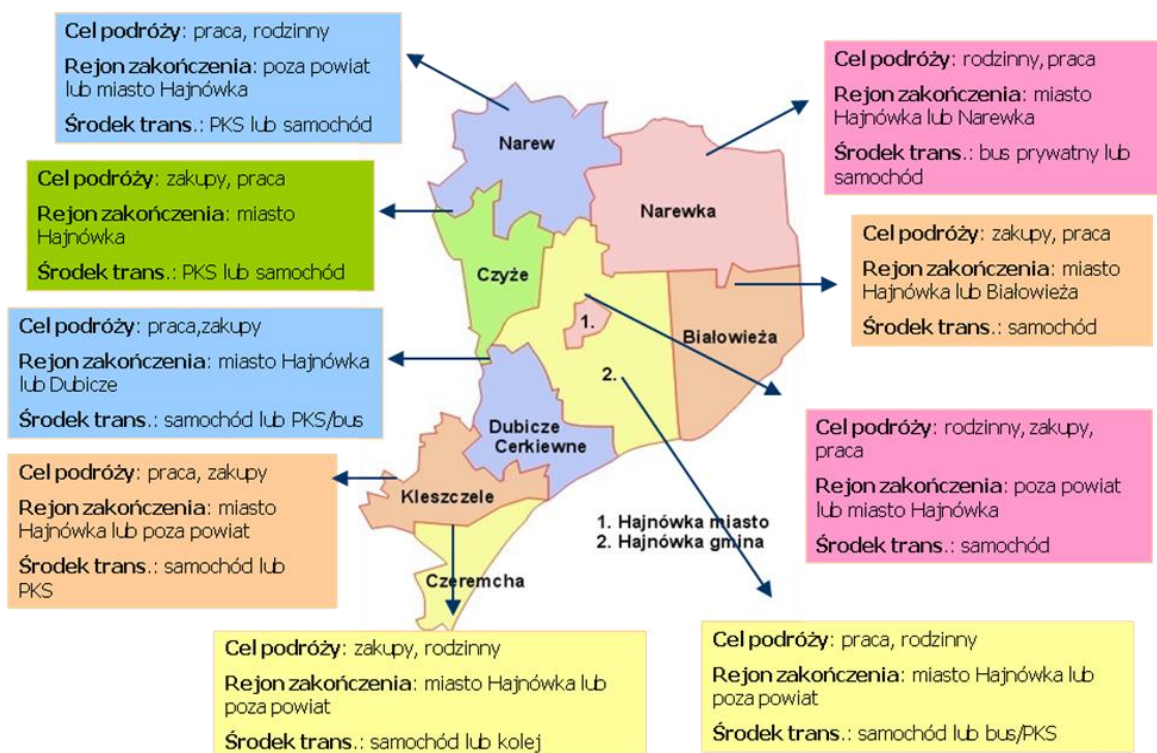 Cel podróży: praca, rodzinny
Rejon zakończenia: poza powiat
lub miasto Hajnówka
Środek trans.: PKS lub samochód
Cel podróży: rodzinny, praca
Rejon zakończenia: miasto
Hajnówka lub Narewka
Środek trans.: bus prywatny lub
samochód
Narew
Narewka
Cel podróży: zakupy, praca
Rejon zakończenia: miasto
Hajnówka
Środek trans.: PKS lub samochód
Czyże
Cel podróży: zakupy, praca
Rejon zakończenia: miasto
Hajnówka lub Białowieża
Środek trans.: samochód
Cel podróży: praca,zakupy
Rejon zakończenia: miasto Hajnówka
lub Dubicze
Środek trans.: samochód lub PKS/bus
1.
Białowieża
2.
Dubicze
Cerkiewne
Cel podróży: rodzinny, zakupy,
praca
Rejon zakończenia: poza powiat
lub miasto Hajnówka
Środek trans.: samochód
Cel podróży: praca, zakupy
Rejon zakończenia: miasto
Hajnówka lub poza powiat
Środek trans.: samochód lub
PKS
Kleszczele
1. Hajnówka miasto
2. Hajnówka gmina
Czeremcha
Cel podróży: zakupy, rodzinny
Rejon zakończenia: miasto Hajnówka lub
poza powiat
Środek trans.: samochód lub kolej
Cel podróży: praca, rodzinny
Rejon zakończenia: miasto Hajnówka lub
poza powiat
Środek trans.: samochód lub bus/PKS